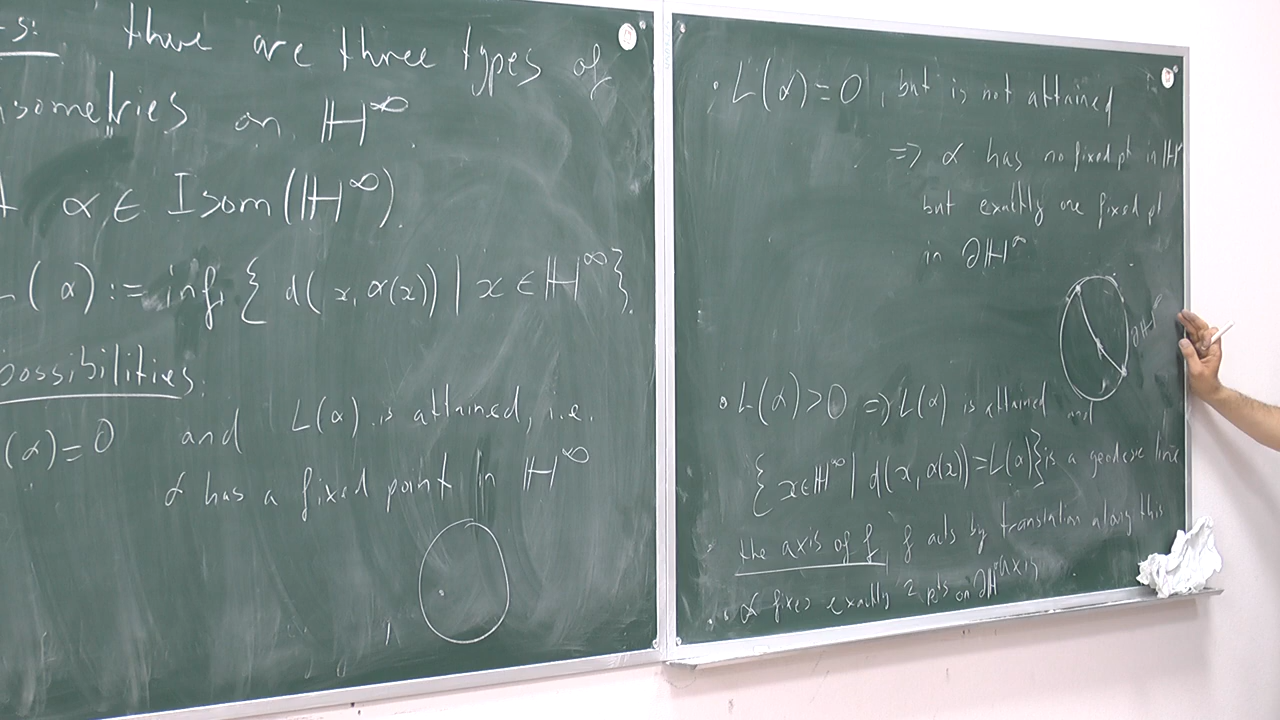 s: there are three types of
isometries on ℍ^∞
α ∈ Isom(ℍ^∞).
L(α) := inf { d(x, α(x)) | x ∈ ℍ^∞ }.
possibilities:
(α) = 0 and L(α) is attained, i.e.
α has a fixed point in ℍ^∞
• L(α) = 0, but is not attained
=> α has no fixed pt in ℍ^∞
but exactly one fixed pt
in ∂ℍ^∞
∂ℍ^∞
• L(α) > 0 => L(α) is attained and
{ x ∈ ℍ^∞ | d(x, α(x)) = L(α) } is a geodesic line
the axis of f, f acts by translation along this
axis
• α fixes exactly 2 pts on ∂ℍ^∞